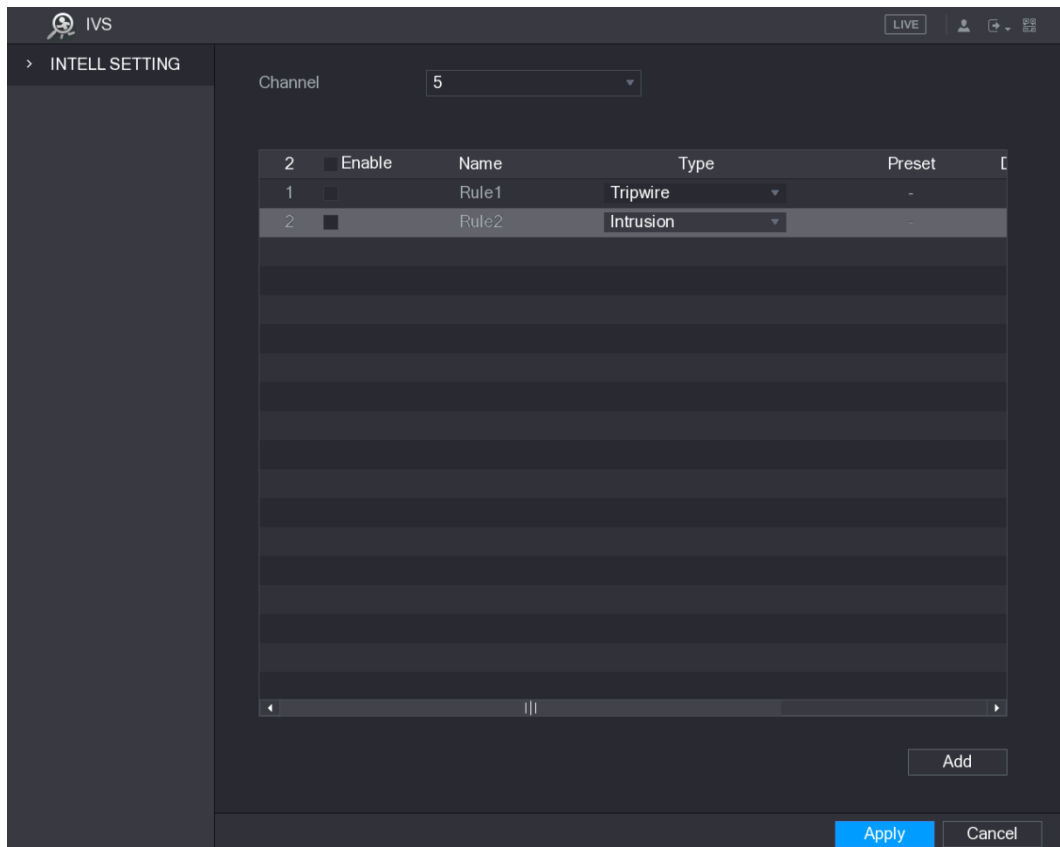 IVS LIVE
INTELL SETTING
Channel 5
2 Enable Name Type Preset
1 Rule1 Tripwire -
2 Rule2 Intrusion -
Add
Apply Cancel